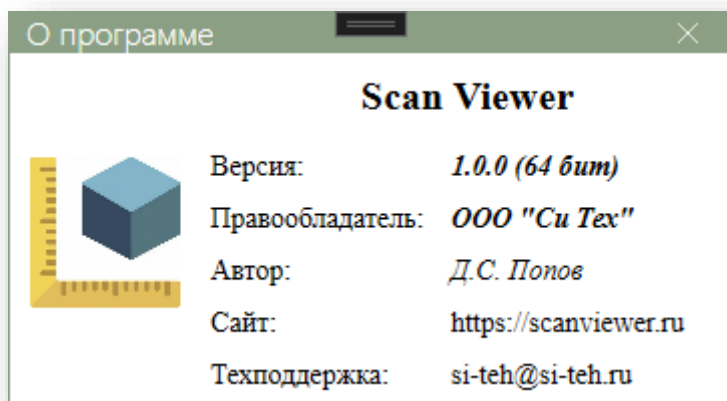 О программе
Scan Viewer
Версия: 1.0.0 (64 бит)
Правообладатель: ООО "Си Тех"
Автор: Д.С. Попов
Сайт: https://scanviewer.ru
Техподдержка: si-teh@si-teh.ru